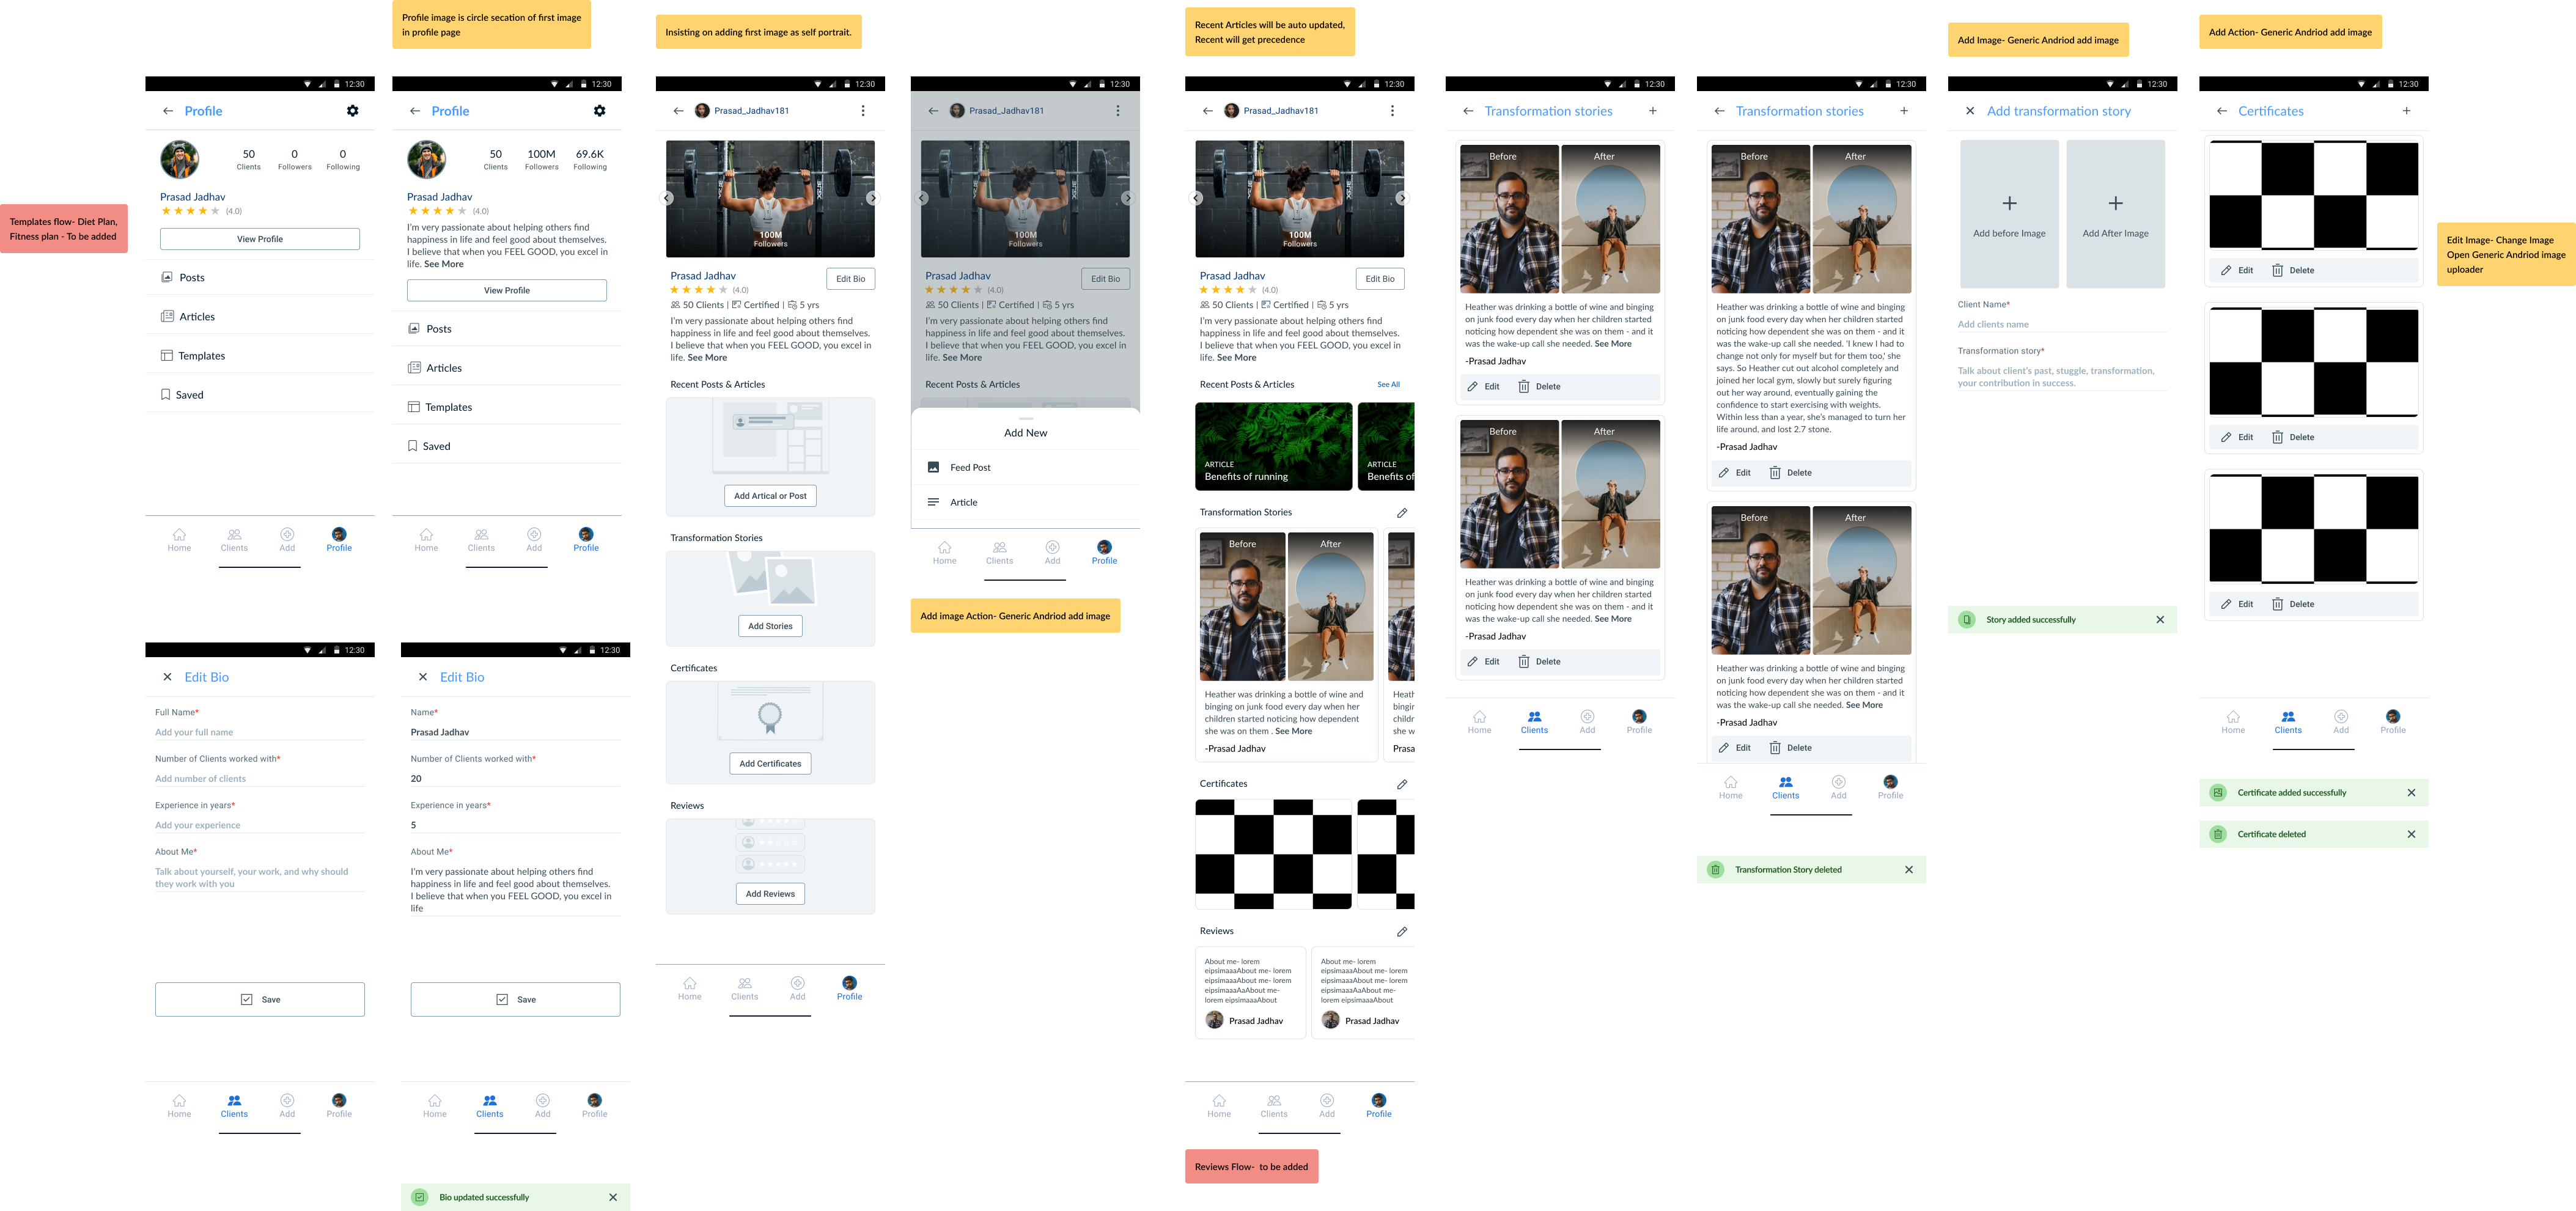 Profile image is circle secation of first image
in profile page
Insisting on adding first image as self portrait.
Recent Articles will be auto updated,
Recent will get precedence
Add Image- Generic Andriod add image
Add Action- Generic Andriod add image
Templates flow- Diet Plan,
Fitness plan - To be added
12:30
Profile
50
Clients
0
Followers
0
Following
Prasad Jadhav
(4.0)
View Profile
Posts
Articles
Templates
Saved
Home
Clients
Add
Profile
12:30
Profile
50
Clients
100M
Followers
69.6K
Following
Prasad Jadhav
(4.0)
I'm very passionate about helping others find
happiness in life and feel good about themselves.
I believe that when you FEEL GOOD, you excel in
life. See More
View Profile
Posts
Articles
Templates
Saved
Home
Clients
Add
Profile
12:30
Prasad_Jadhav181
100M
Followers
Prasad Jadhav
Edit Bio
(4.0)
50 Clients | Certified | 5 yrs
I'm very passionate about helping others find
happiness in life and feel good about themselves.
I believe that when you FEEL GOOD, you excel in
life. See More
Recent Posts & Articles
Add Artical or Post
Transformation Stories
Add Stories
Certificates
Add Certificates
Reviews
Add Reviews
Home
Clients
Add
Profile
12:30
Prasad_Jadhav181
100M
Followers
Prasad Jadhav
Edit Bio
(4.0)
50 Clients | Certified | 5 yrs
I'm very passionate about helping others find
happiness in life and feel good about themselves.
I believe that when you FEEL GOOD, you excel in
life. See More
Recent Posts & Articles
Add New
Feed Post
Article
Home
Clients
Add
Profile
Add image Action- Generic Andriod add image
12:30
Prasad_Jadhav181
100M
Followers
Prasad Jadhav
Edit Bio
(4.0)
50 Clients | Certified | 5 yrs
I'm very passionate about helping others find
happiness in life and feel good about themselves.
I believe that when you FEEL GOOD, you excel in
life. See More
Recent Posts & Articles
See All
ARTICLE
Benefits of running
ARTICLE
Benefits of
Transformation Stories
Before
After
Heather was drinking a bottle of wine and
binging on junk food every day when her
children started noticing how dependent
she was on them . See More
-Prasad Jadhav
Heath
bingir
childr
she w
Prasa
Certificates
Reviews
About me- lorem
eipsimaaaAbout me- lorem
eipsimaaaAbout me- lorem
eipsimaaAaAbout me-
lorem eipsimaaaAbout
Prasad Jadhav
About me- lorem
eipsimaaaAbout me- lorem
eipsimaaaAbout me- lorem
eipsimaaAaAbout me-
lorem eipsimaaaAbout
Prasad Jadhav
Home
Clients
Add
Profile
Reviews Flow- to be added
12:30
Transformation stories
Before
After
Heather was drinking a bottle of wine and binging
on junk food every day when her children started
noticing how dependent she was on them - and it
was the wake-up call she needed. See More
-Prasad Jadhav
Edit
Delete
Before
After
Heather was drinking a bottle of wine and binging
on junk food every day when her children started
noticing how dependent she was on them - and it
was the wake-up call she needed. See More
-Prasad Jadhav
Edit
Delete
Home
Clients
Add
Profile
12:30
Transformation stories
Before
After
Heather was drinking a bottle of wine and binging
on junk food every day when her children started
noticing how dependent she was on them - and it
was the wake-up call she needed. 'I knew I had to
change not only for myself but for them too,' she
says. So Heather cut out alcohol completely and
joined her local gym, slowly but surely figuring
out her way around, eventually gaining the
confidence to start exercising with weights.
Within less than a year, she's managed to turn her
life around, and lost 2.7 stone.
-Prasad Jadhav
Edit
Delete
Before
After
Heather was drinking a bottle of wine and binging
on junk food every day when her children started
noticing how dependent she was on them - and it
was the wake-up call she needed. See More
-Prasad Jadhav
Edit
Delete
Home
Clients
Add
Profile
Transformation Story deleted
12:30
Add transformation story
Add before Image
Add After Image
Client Name*
Add clients name
Transformation story*
Talk about client's past, stuggle, transformation,
your contribution in success.
Story added successfully
12:30
Certificates
Edit
Delete
Edit
Delete
Edit
Delete
Home
Clients
Add
Profile
Certificate added successfully
Certificate deleted
Edit Image- Change Image
Open Generic Andriod image
uploader
12:30
Edit Bio
Full Name*
Add your full name
Number of Clients worked with*
Add number of clients
Experience in years*
Add your experience
About Me*
Talk about yourself, your work, and why should
they work with you
Save
Home
Clients
Add
Profile
12:30
Edit Bio
Name*
Prasad Jadhav
Number of Clients worked with*
20
Experience in years*
5
About Me*
I'm very passionate about helping others find
happiness in life and feel good about themselves.
I believe that when you FEEL GOOD, you excel in
life
Save
Home
Clients
Add
Profile
Bio updated successfully